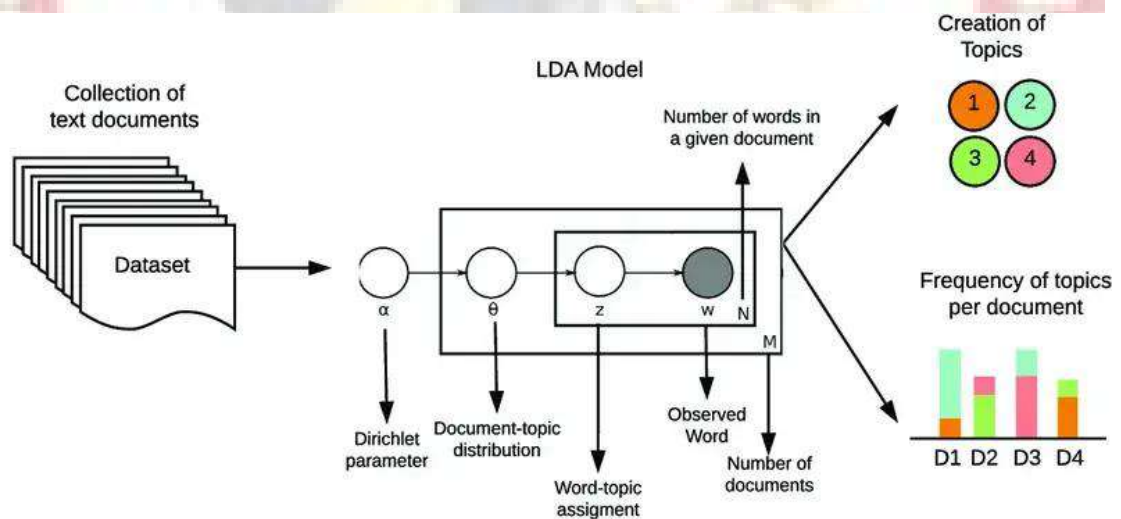 Collection of
text documents
Dataset
LDA Model
Number of words in
a given document
α
θ
z
w
N
M
Dirichlet
parameter
Document-topic
distribution
Word-topic
assigment
Observed
Word
Number of
documents
Creation of
Topics
1 2
3 4
Frequency of topics
per document
D1 D2 D3 D4